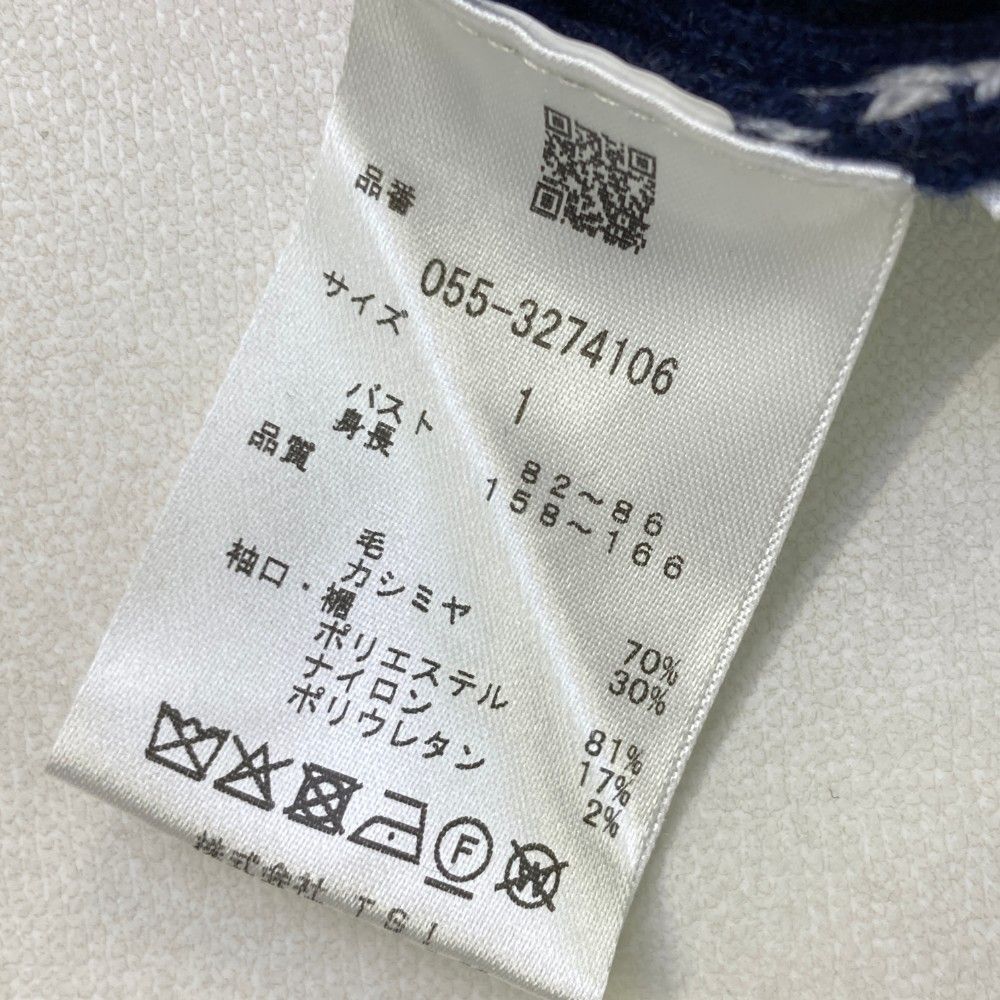 品番
055-3274106
サイズ
1
バスト 82～86
身長 158～166
品質
毛 70%
カシミヤ 30%
袖口・裾
ポリエステル 81%
ナイロン 17%
ポリウレタン 2%
F W
株式会社 TSI